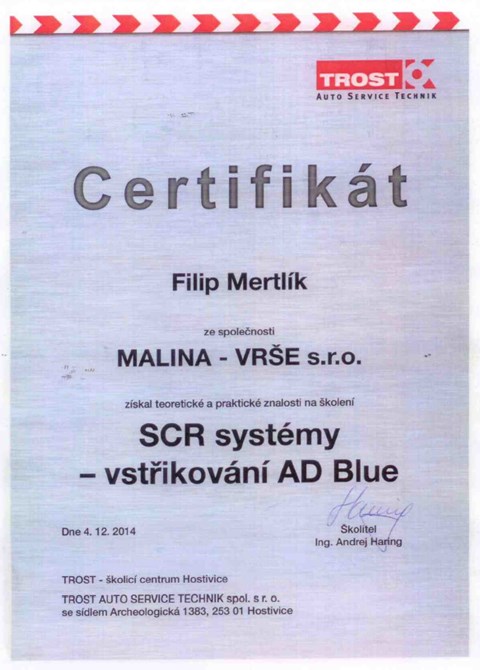 TROST
AUTO SERVICE TECHNIK
Certifikát
Filip Mertlík
ze společnosti
MALINA - VRŠE s.r.o.
získal teoretické a praktické znalosti na školení
SCR systémy
– vstřikování AD Blue
Dne 4. 12. 2014
Školitel
Ing. Andrej Haring
TROST - školicí centrum Hostivice
TROST AUTO SERVICE TECHNIK spol. s r. o.
se sídlem Archeologická 1383, 253 01 Hostivice